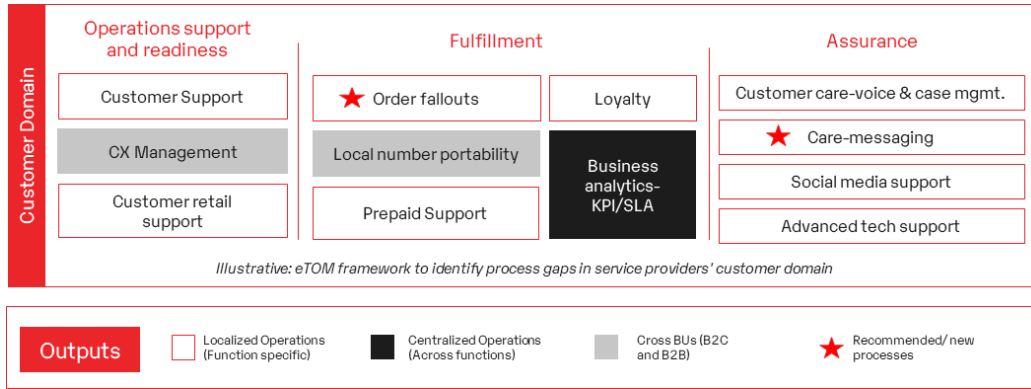 Customer Domain
Operations support
and readiness
Customer Support
CX Management
Customer retail
support
Fulfillment
Order fallouts
Local number portability
Prepaid Support
Loyalty
Business
analytics-
KPI/SLA
Assurance
Customer care-voice & case mgmt.
Care-messaging
Social media support
Advanced tech support
Illustrative: eTOM framework to identify process gaps in service providers' customer domain
Outputs
Localized Operations
(Function specific)
Centralized Operations
(Across functions)
Cross BUs (B2C
and B2B)
Recommended/ new
processes